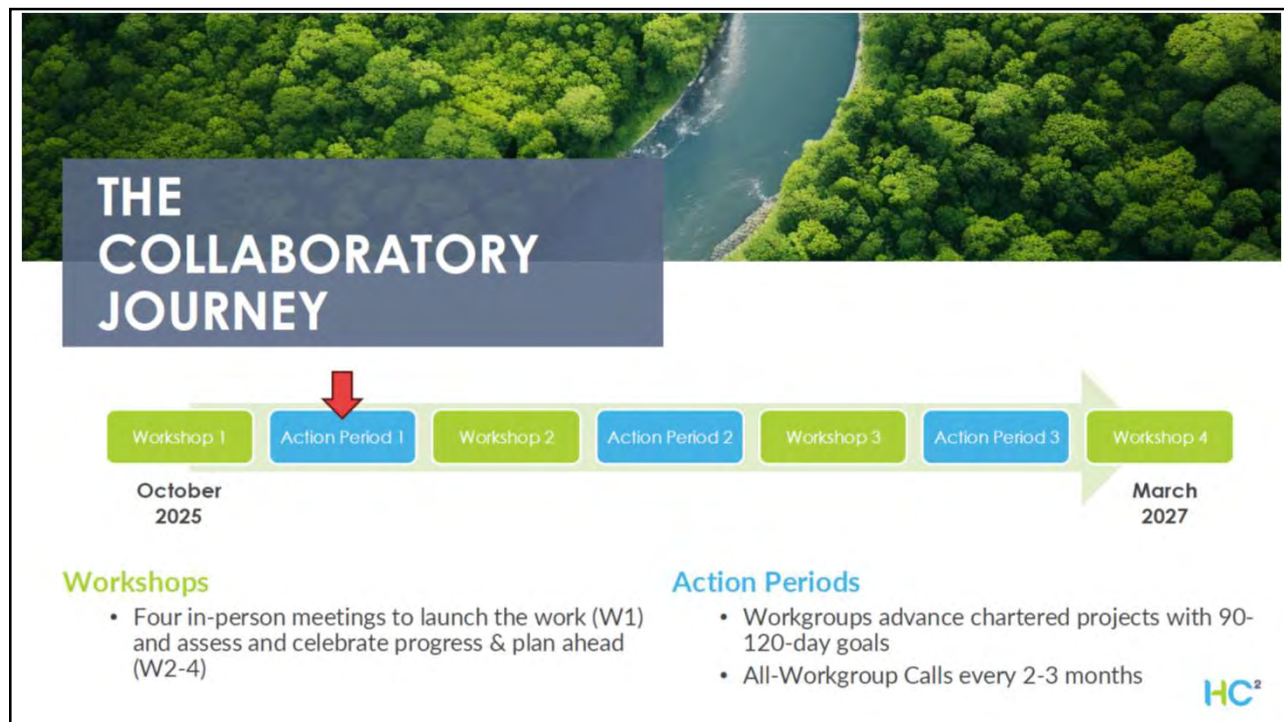 THE
COLLABORATORY
JOURNEY
Workshop 1
Action Period 1
Workshop 2
Action Period 2
Workshop 3
Action Period 3
Workshop 4
October
2025
March
2027
Workshops
• Four in-person meetings to launch the work (W1)
and assess and celebrate progress & plan ahead
(W2-4)
Action Periods
• Workgroups advance chartered projects with 90-
120-day goals
• All-Workgroup Calls every 2-3 months
HC²